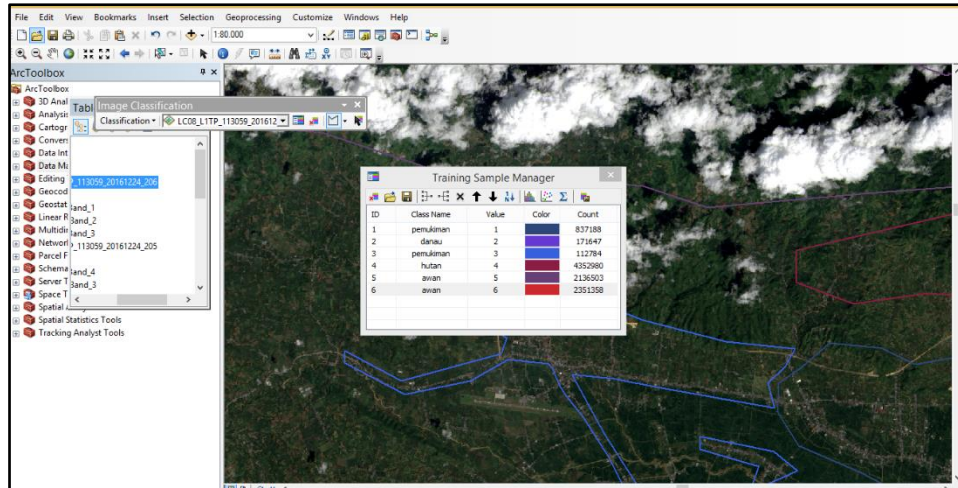 File Edit View Bookmarks Insert Selection Geoprocessing Customize Windows Help
1:80.000
ArcToolbox
ArcToolbox
3D Anal
Analysis
Cartogr
Convers
Data Int
Data Ma
Editing
Geocod
Geostat
Linear R
Multidir
Networ
Parcel F
Schema
Server T
Space T
Spatial
Spatial Statistics Tools
Tracking Analyst Tools
Tabl
P_113059_20161224_206
Band_1
Band_2
Band_3
P_113059_20161224_205
Band_4
Band_3
Image Classification
Classification LC08_L1TP_113059_201612
Training Sample Manager
ID Class Name Value Color Count
1 pemukiman 1 837188
2 danau 2 171647
3 pemukiman 3 112784
4 hutan 4 4352980
5 awan 5 2136503
6 awan 6 2351358